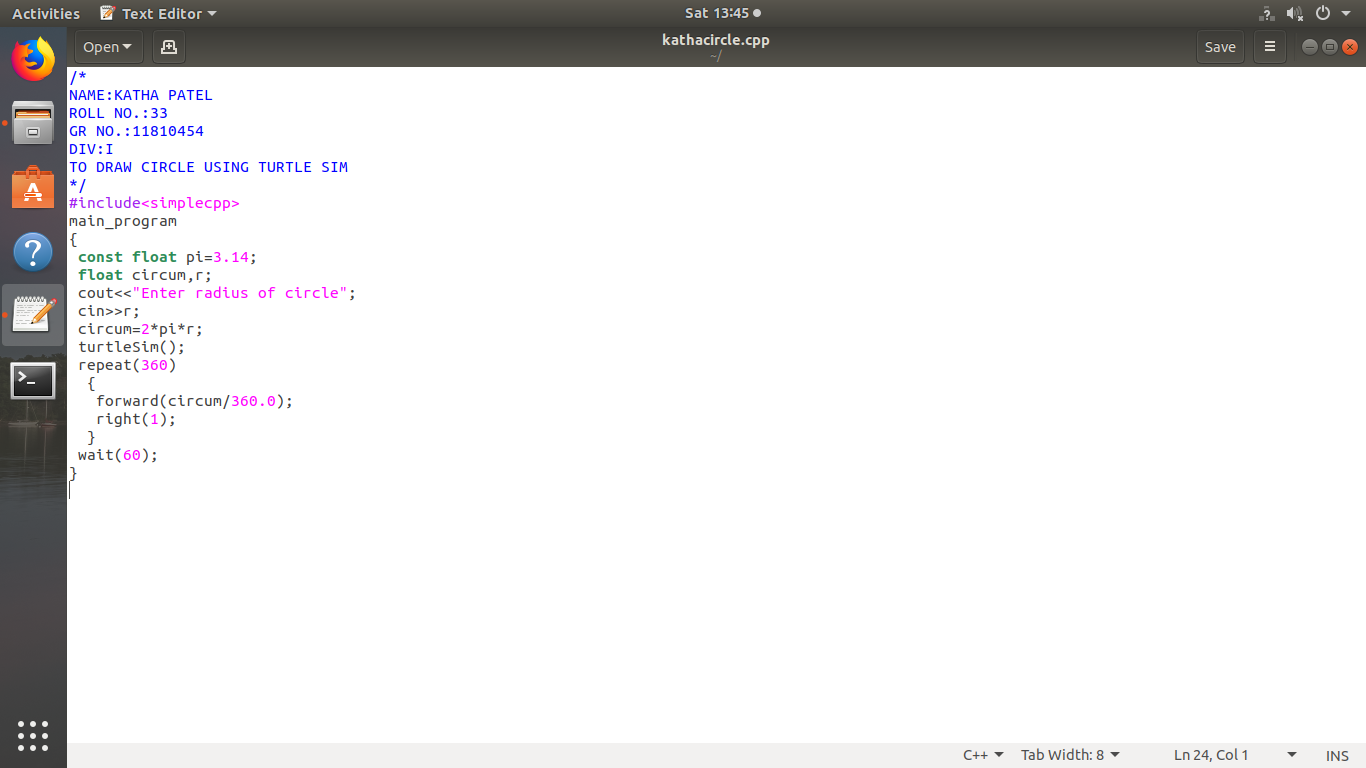 Activities Text Editor Sat 13:45
Open kathacircle.cpp Save
~/
/*
NAME:KATHA PATEL
ROLL NO.:33
GR NO.:11810454
DIV:I
TO DRAW CIRCLE USING TURTLE SIM
*/
#include<simplecpp>
main_program
{
 const float pi=3.14;
 float circum,r;
 cout<<"Enter radius of circle";
 cin>>r;
 circum=2*pi*r;
 turtleSim();
 repeat(360)
  {
   forward(circum/360.0);
   right(1);
  }
 wait(60);
}
C++ Tab Width: 8 Ln 24, Col 1 INS